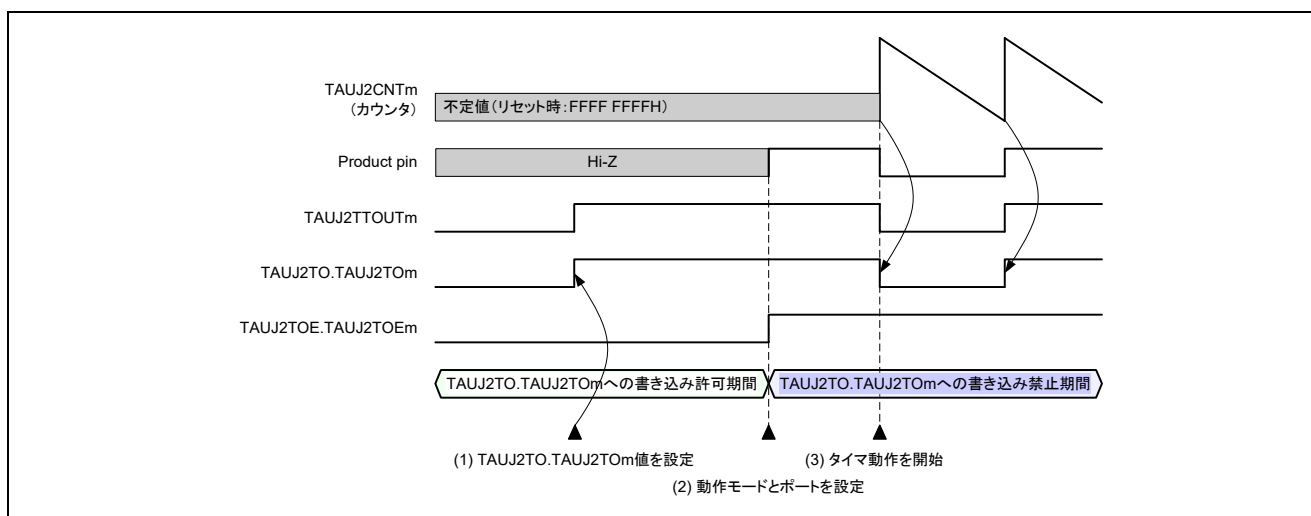 TAUJ2CNTm
(カウンタ)
不定値(リセット時:FFFF FFFFH)
Product pin
Hi-Z
TAUJ2TTOUTm
TAUJ2TO.TAUJ2TOm
TAUJ2TOE.TAUJ2TOEm
TAUJ2TO.TAUJ2TOmへの書き込み許可期間
TAUJ2TO.TAUJ2TOmへの書き込み禁止期間
(1) TAUJ2TO.TAUJ2TOm値を設定
(3) タイマ動作を開始
(2) 動作モードとポートを設定